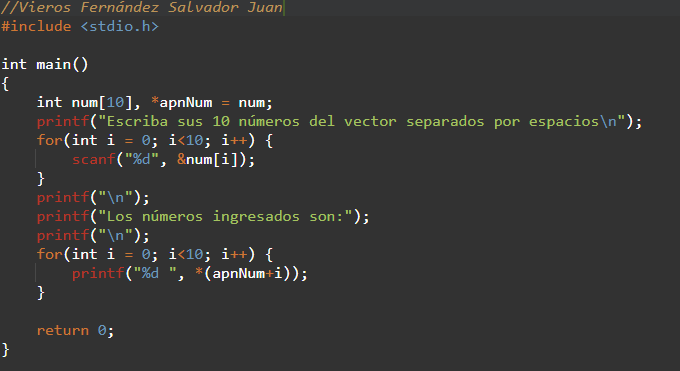 //Vieros Fernández Salvador Juan
#include <stdio.h>
int main()
{
int num[10], *apnNum = num;
printf("Escriba sus 10 números del vector separados por espacios\n");
for(int i = 0; i<10; i++) {
scanf("%d", &num[i]);
}
printf("\n");
printf("Los números ingresados son:");
printf("\n");
for(int i = 0; i<10; i++) {
printf("%d ", *(apnNum+i));
}
return 0;
}